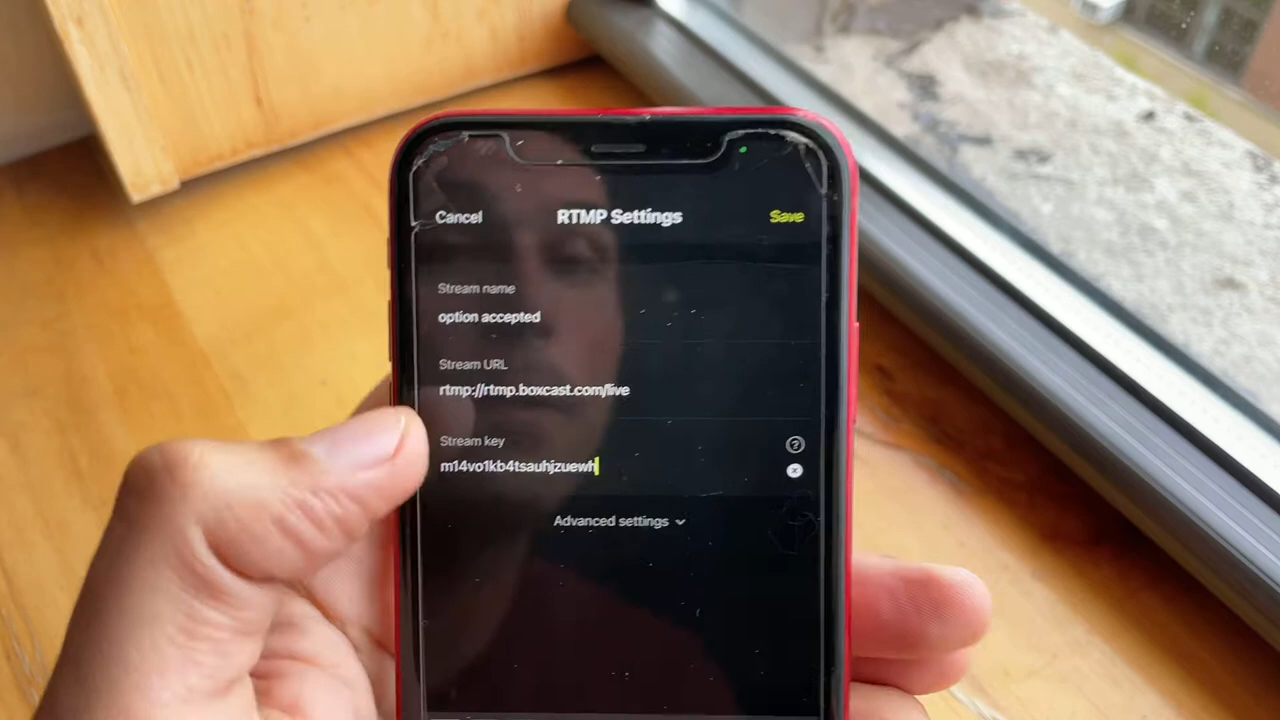 Cancel RTMP Settings Save
Stream name
option accepted
Stream URL
rtmp://rtmp.boxcast.com/live
Stream key
m14vo1kb4tsauhjzuewh
Advanced settings